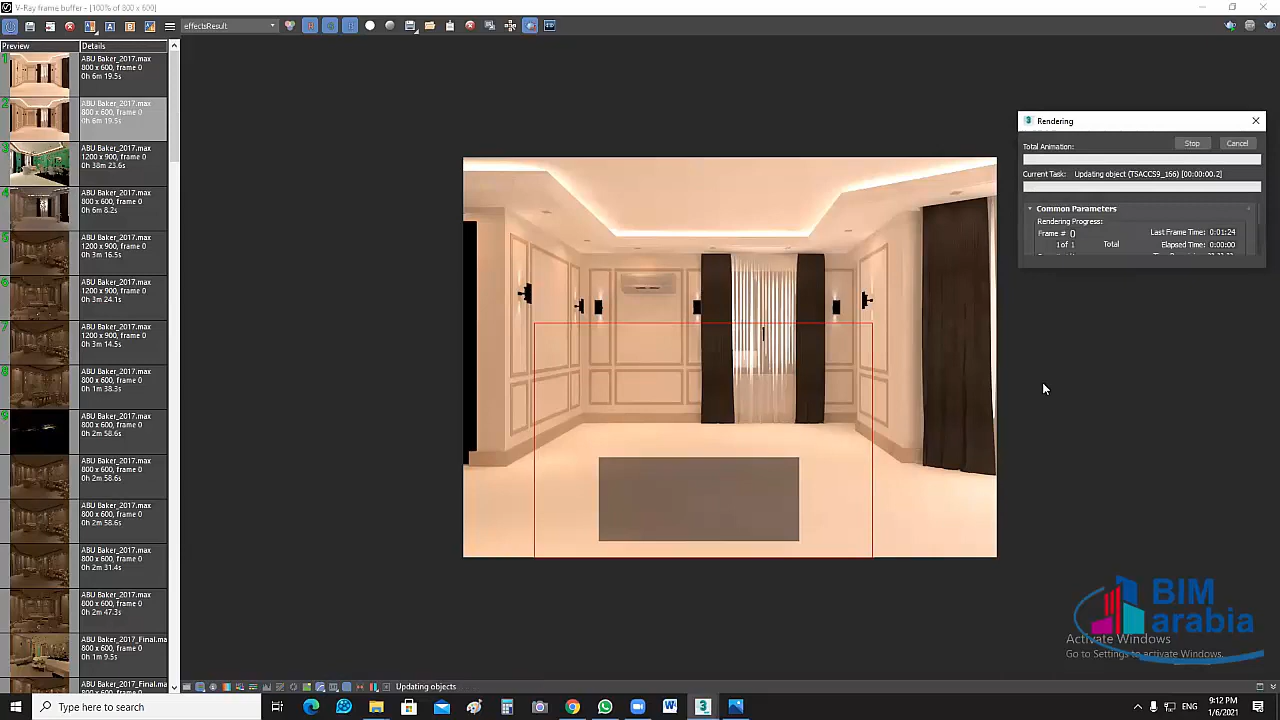 V-Ray frame buffer - [100% of 800 x 600]
effectsResult
Preview
Details
1
ABU Baker_2017.max
800 x 600, frame 0
0h 6m 19.5s
2
ABU Baker_2017.max
800 x 600, frame 0
0h 6m 19.5s
3
ABU Baker_2017.max
1200 x 900, frame 0
0h 38m 23.6s
4
ABU Baker_2017.max
800 x 600, frame 0
0h 6m 8.2s
5
ABU Baker_2017.max
1200 x 900, frame 0
0h 3m 16.5s
6
ABU Baker_2017.max
1200 x 900, frame 0
0h 3m 24.1s
7
ABU Baker_2017.max
1200 x 900, frame 0
0h 3m 14.5s
8
ABU Baker_2017.max
800 x 600, frame 0
0h 1m 38.3s
9
ABU Baker_2017.max
800 x 600, frame 0
0h 2m 58.6s
ABU Baker_2017.max
800 x 600, frame 0
0h 2m 58.6s
ABU Baker_2017.max
800 x 600, frame 0
0h 2m 58.6s
ABU Baker_2017.max
800 x 600, frame 0
0h 2m 31.4s
ABU Baker_2017.max
800 x 600, frame 0
0h 2m 47.3s
ABU Baker_2017_Final.ma
800 x 600, frame 0
0h 1m 9.5s
ABU Baker_2017_Final.ma
Rendering
Total Animation:
Stop
Cancel
Current Task: Updating object (TSACCS9_166) [00:00:00.2]
Common Parameters
Rendering Progress:
Frame # 0
Last Frame Time: 0:01:24
1 of 1
Total
Elapsed Time: 0:00:00
BIM
arabia
Activate Windows
Go to Settings to activate Windows.
Updating objects
Type here to search
ENG
9:12 PM
1/6/2021